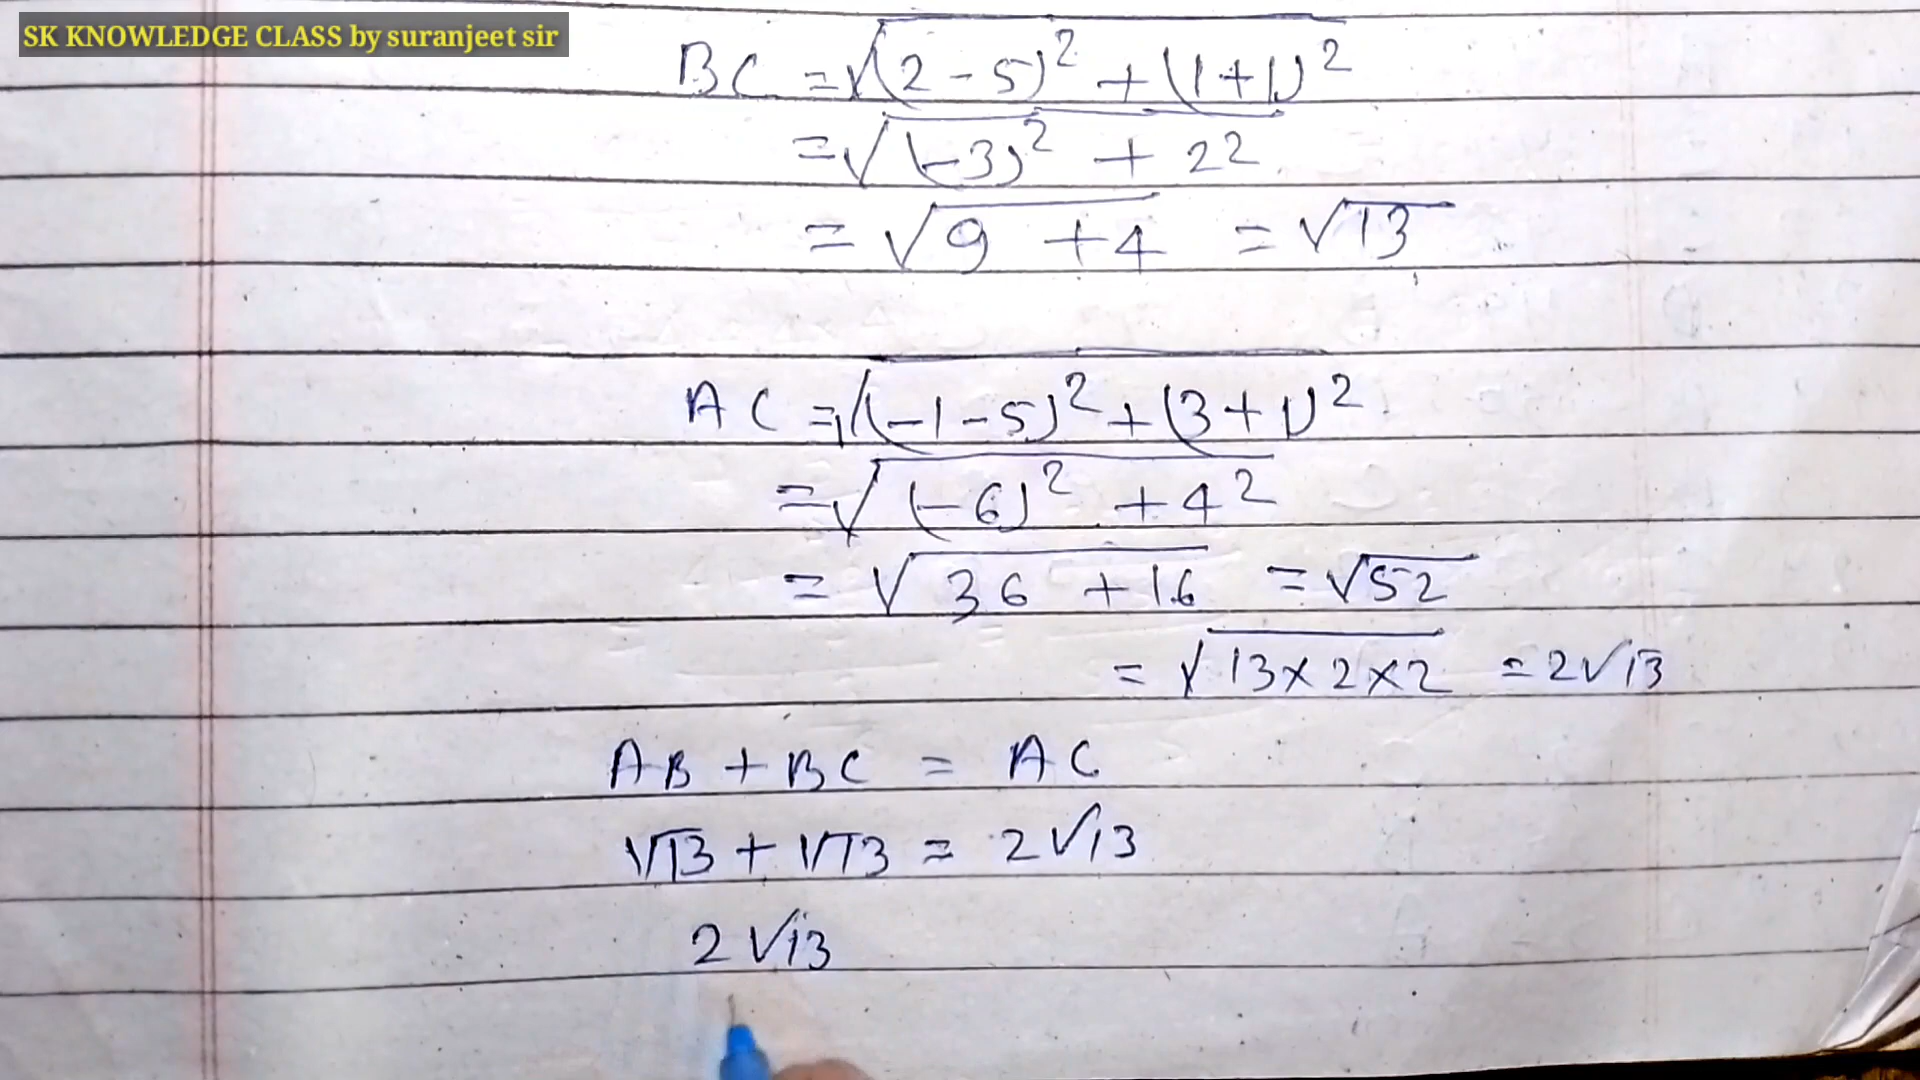 SK KNOWLEDGE CLASS by suranjeet sir
BC = √(2-5)² + (1+1)²
= √(-3)² + 2²
= √9 + 4 = √13
AC = √(-1-5)² + (3+1)²
= √(-6)² + 4²
= √36 + 16 = √52
= √13×2×2 = 2√13
AB + BC = AC
√13 + √13 = 2√13
2√13